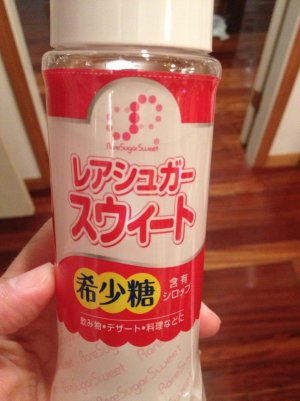 RareSugarSweet
レアシュガー
スウィート
希少糖
含有
シロップ
飲み物・デザート・料理などに
RareSugarSweet